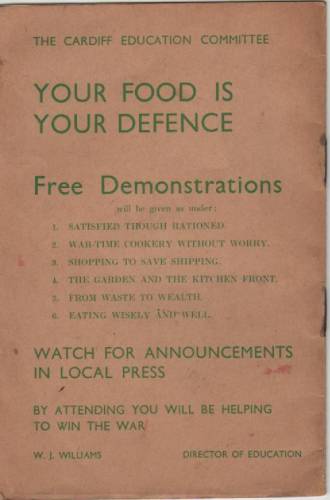 THE CARDIFF EDUCATION COMMITTEE
YOUR FOOD IS
YOUR DEFENCE
Free Demonstrations
will be given as under:
1. SATISFIED THOUGH RATIONED.
2. WAR-TIME COOKERY WITHOUT WORRY.
3. SHOPPING TO SAVE SHIPPING.
4. THE GARDEN AND THE KITCHEN FRONT.
5. FROM WASTE TO WEALTH.
6. EATING WISELY AND WELL.
WATCH FOR ANNOUNCEMENTS
IN LOCAL PRESS
BY ATTENDING YOU WILL BE HELPING
TO WIN THE WAR
W. J. WILLIAMS DIRECTOR OF EDUCATION